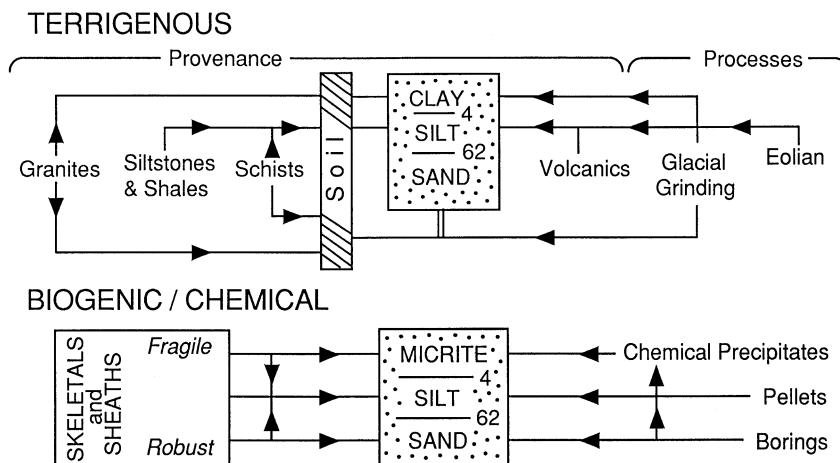 TERRIGENOUS
Provenance
Processes
CLAY
4
SILT
62
SAND
Soil
Granites
Siltstones
& Shales
Schists
Volcanics
Glacial
Grinding
Eolian
BIOGENIC / CHEMICAL
SKELETALS
and
SHEATHS
Fragile
Robust
MICRITE
4
SILT
62
SAND
Chemical Precipitates
Pellets
Borings